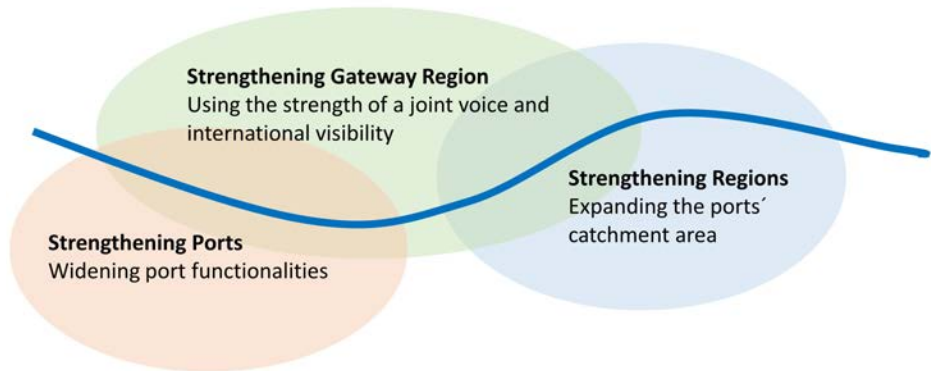 Strengthening Gateway Region
Using the strength of a joint voice and
international visibility
Strengthening Regions
Expanding the ports´
catchment area
Strengthening Ports
Widening port functionalities